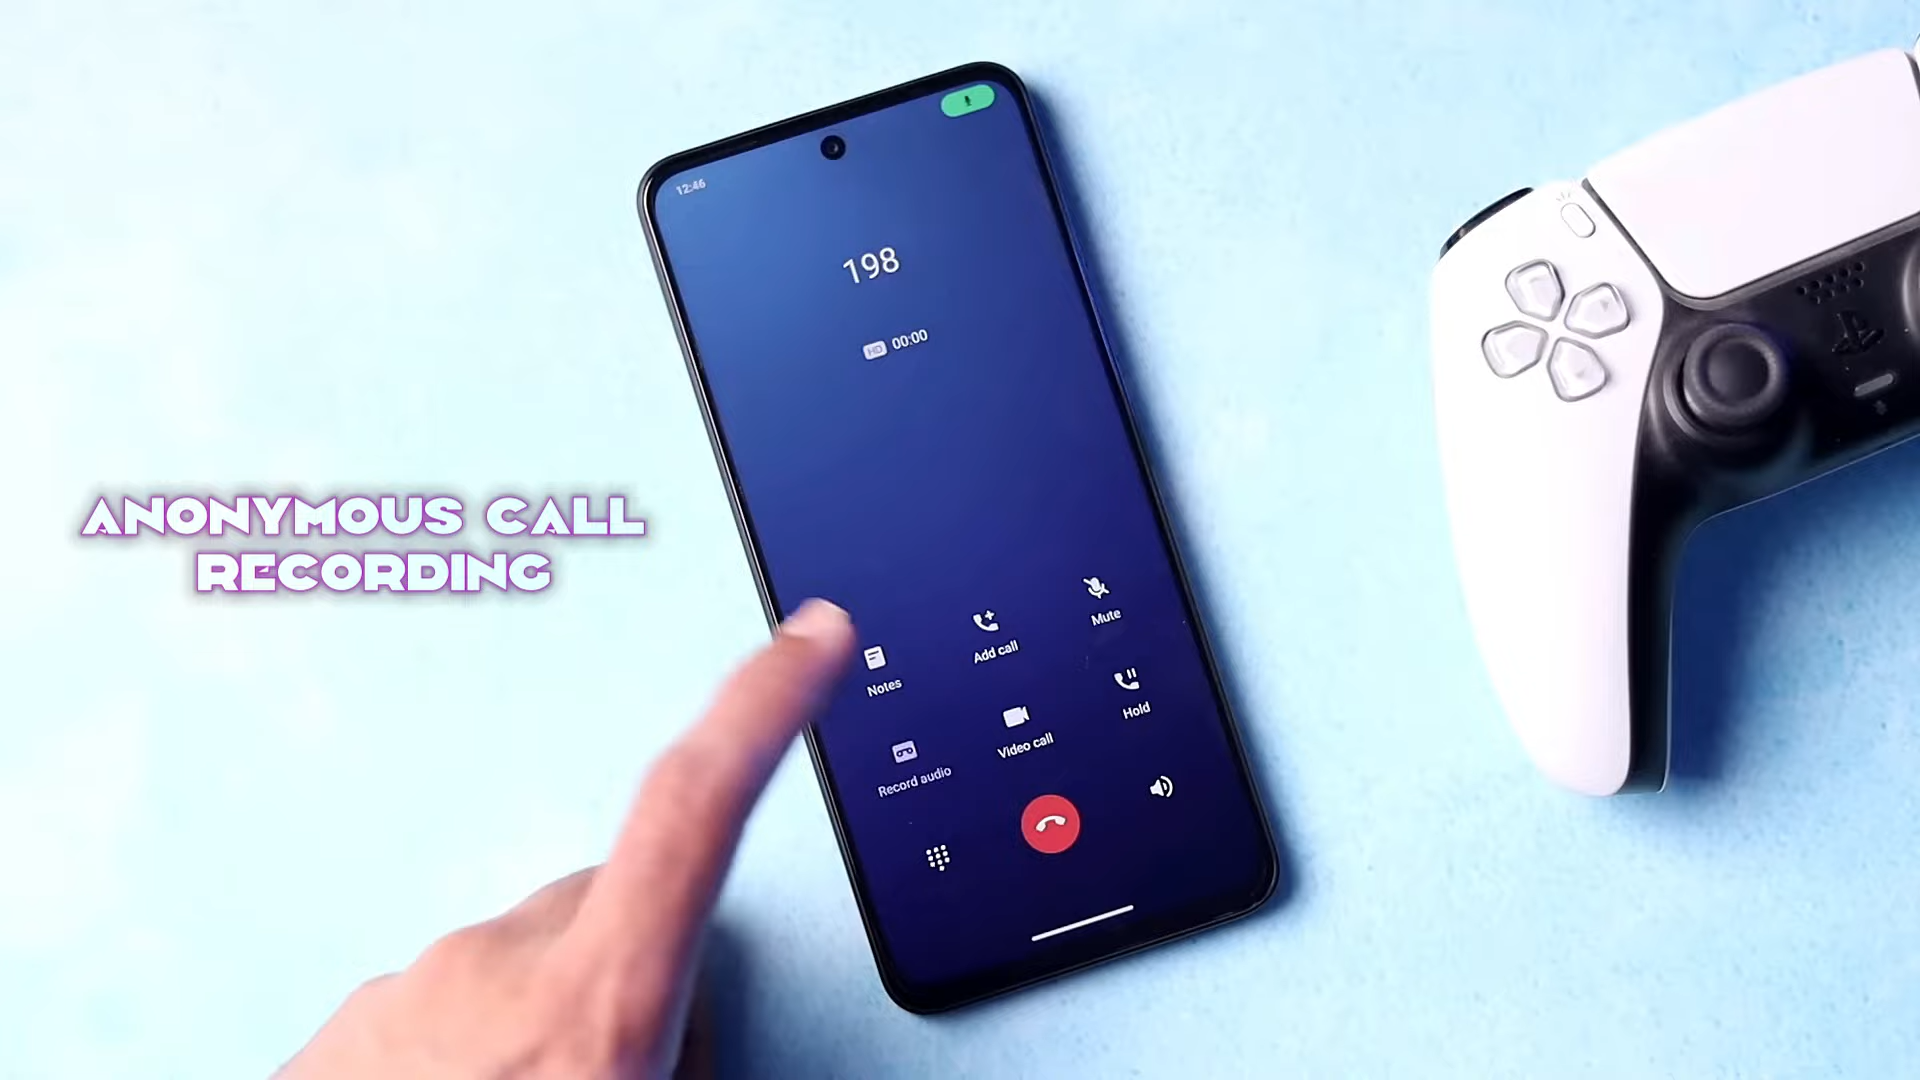 12:46
198
HD 00:00
ANONYMOUS CALL
RECORDING
Notes
Add call
Mute
Record audio
Video call
Hold